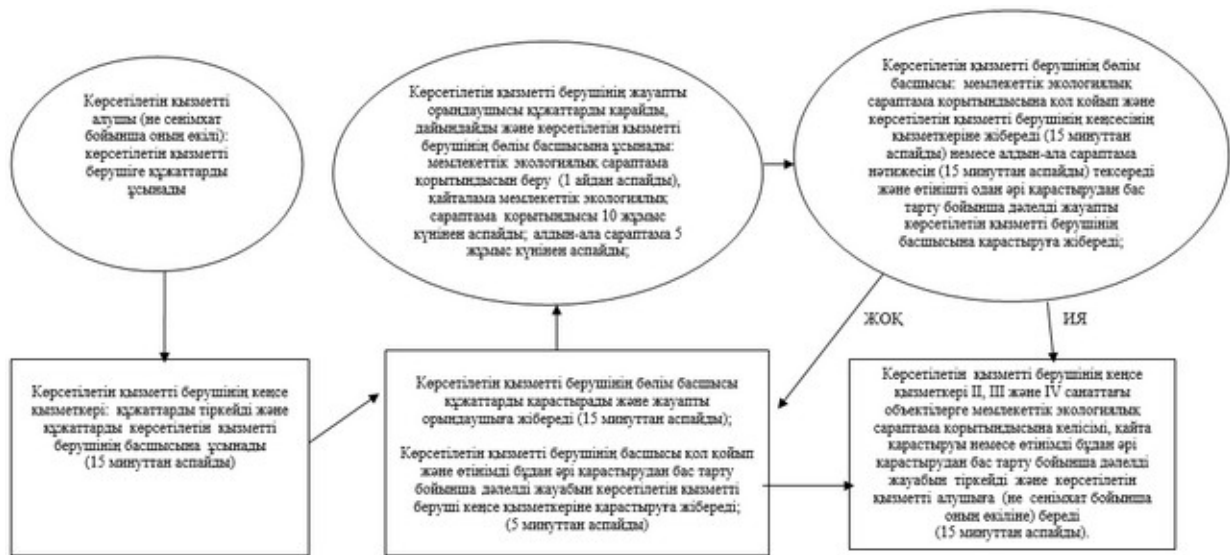 Көрсетілетін қызметті
алушы (не сенімхат
бойынша оның өкілі):
көрсетілетін қызметті
берушіге құжаттарды
ұсынады
Көрсетілетін қызметті берушінің жауапты
орындаушысы құжаттарды қарайды,
дайындайды және көрсетілетін қызметті
берушінің бөлім басшысына ұсынады:
мемлекеттік экологиялық сараптама
қорытындысын беру (1 айдан аспайды),
қайталама мемлекеттік экологиялық
сараптама қорытындысы 10 жұмыс
күнінен аспайды; алдын-ала сараптама 5
жұмыс күнінен аспайды;
Көрсетілетін қызметті берушінің бөлім
басшысы: мемлекеттік экологиялық
сараптама корытындысына қол қойып және
көрсетілетін қызметті берушінің кеңсесінің
қызметкеріне жібереді (15 минуттан
аспайды) немесе алдын-ала сараптама
нәтижесін (15 минуттан аспайды) тексереді
және өтінішті одан әрі қарастырудан бас
тарту бойынша дәлелді жауапты
көрсетілетін қызметті берушінің
басшысына қарастыруға жібереді;
ЖОҚ
ИЯ
Көрсетілетін қызметті берушінің кеңсе
қызметкері: құжаттарды тіркейді және
құжаттарды көрсетілетін қызметті
берушінің басшысына ұсынады
(15 минуттан аспайды)
Көрсетілетін қызметті берушінің бөлім басшысы
құжаттарды қарастырады және жауапты
орындаушыға жібереді (15 минуттан аспайды);
Көрсетілетін қызметті берушінің басшысы қол қойып
және өтінімді бұдан әрі қарастырудан бас тарту
бойынша дәлелді жауабын көрсетілетін қызметті
беруші кеңсе қызметкеріне қарастыруға жібереді;
(5 минуттан аспайды)
Көрсетілетін қызметті берушінің кеңсе
қызметкері II, III және IV санаттағы
объектілерге мемлекеттік экологиялық
сараптама қорытындысына келісімі, қайта
қарастыруы немесе өтінімді бұдан әрі
қарастырудан бас тарту бойынша дәлелді
жауабын тіркейді және көрсетілетін
қызметті алушыға (не сенімхат бойынша
оның өкіліне) береді
(15 минуттан аспайды).